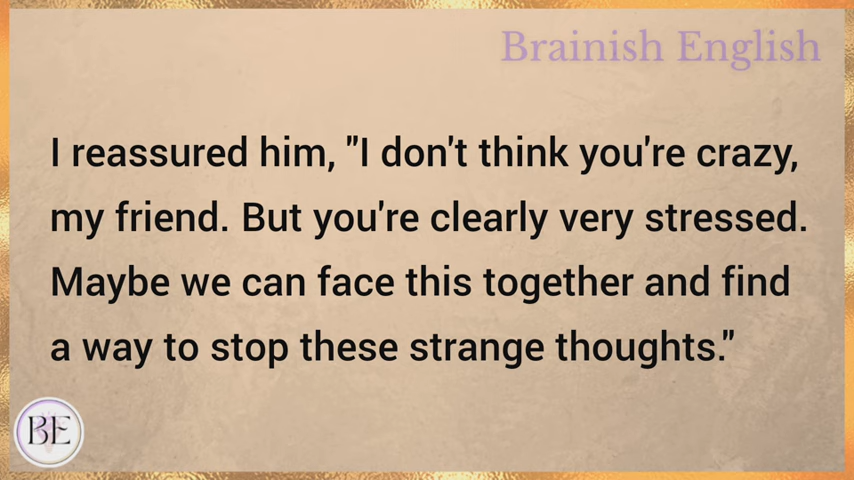 Brainish English
I reassured him, "I don't think you're crazy,
my friend. But you're clearly very stressed.
Maybe we can face this together and find
a way to stop these strange thoughts."
BE